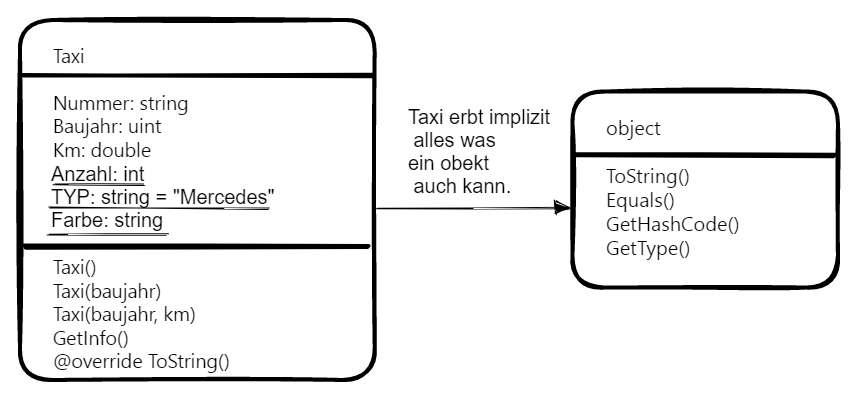 Taxi
Nummer: string
Baujahr: uint
Km: double
Anzahl: int
TYP: string = "Mercedes"
Farbe: string
Taxi()
Taxi(baujahr)
Taxi(baujahr, km)
GetInfo()
@override ToString()
Taxi erbt implizit
alles was
ein obekt
auch kann.
object
ToString()
Equals()
GetHashCode()
GetType()